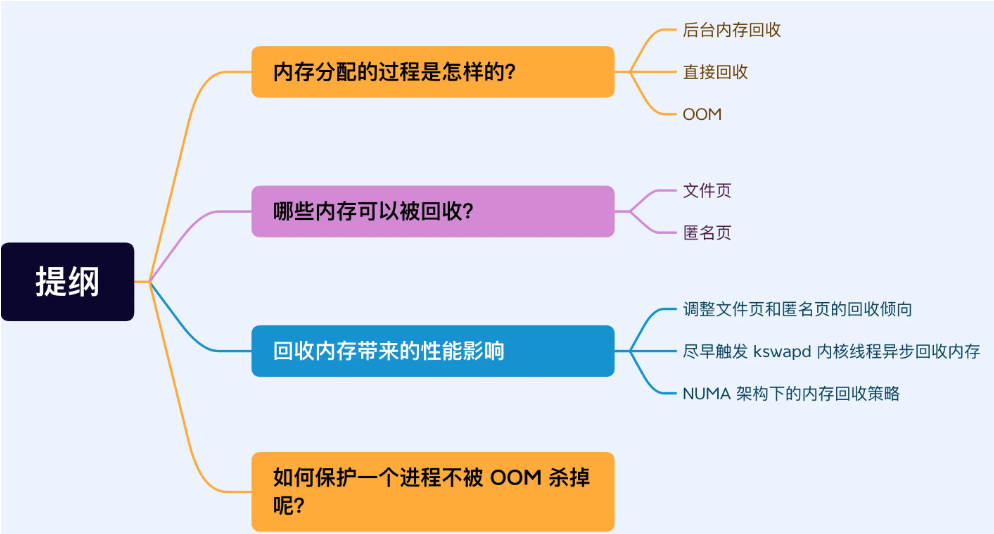 提纲
内存分配的过程是怎样的?
后台内存回收
直接回收
OOM
哪些内存可以被回收?
文件页
匿名页
回收内存带来的性能影响
调整文件页和匿名页的回收倾向
尽早触发 kswapd 内核线程异步回收内存
NUMA 架构下的内存回收策略
如何保护一个进程不被 OOM 杀掉
呢?